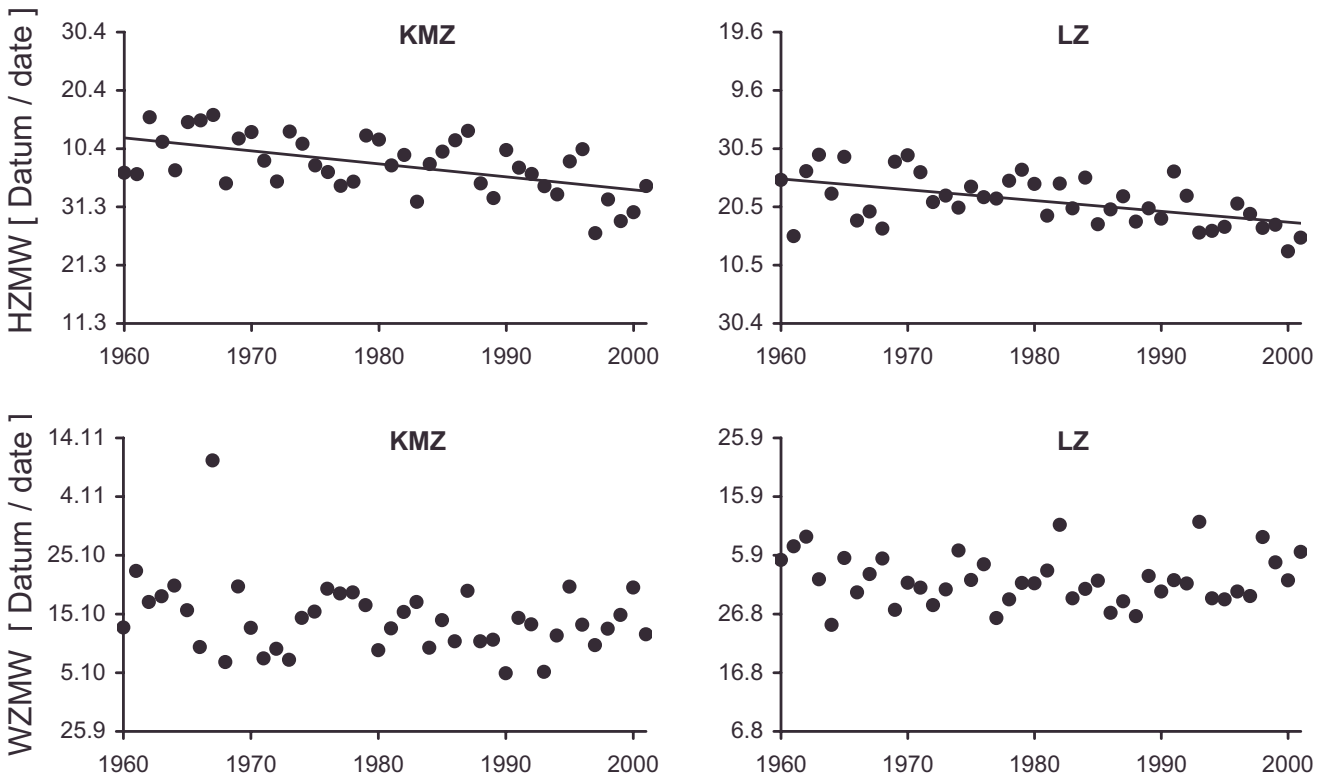 HZMW [ Datum / date ]
KMZ
30.4
20.4
10.4
31.3
21.3
11.3
1960 1970 1980 1990 2000
LZ
19.6
9.6
30.5
20.5
10.5
30.4
1960 1970 1980 1990 2000
WZMW [ Datum / date ]
KMZ
14.11
4.11
25.10
15.10
5.10
25.9
1960 1970 1980 1990 2000
LZ
25.9
15.9
5.9
26.8
16.8
6.8
1960 1970 1980 1990 2000